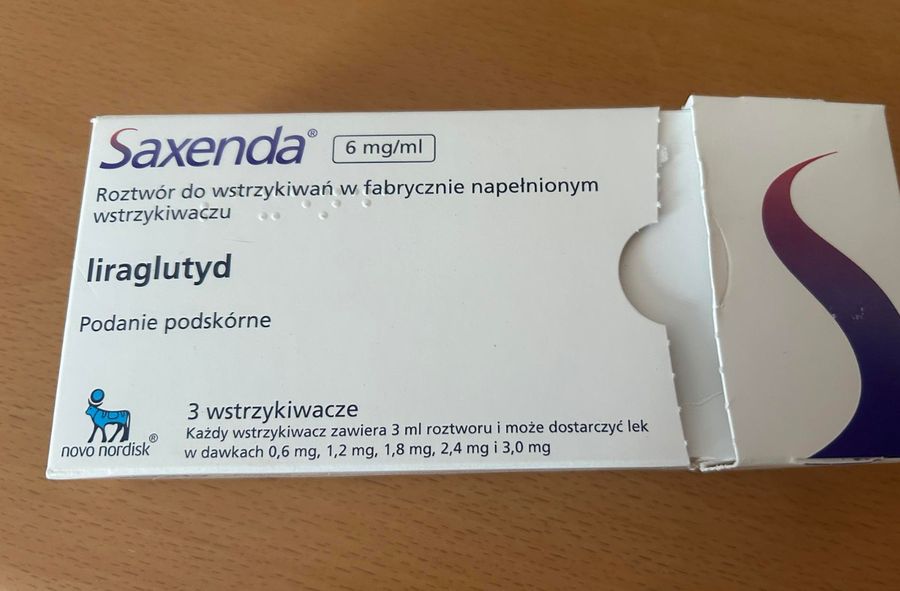 Saxenda® 6 mg/ml
Roztwór do wstrzykiwań w fabrycznie napełnionym
wstrzykiwaczu
liraglutyd
Podanie podskórne
3 wstrzykiwacze
Każdy wstrzykiwacz zawiera 3 ml roztworu i może dostarczyć lek
w dawkach 0,6 mg, 1,2 mg, 1,8 mg, 2,4 mg i 3,0 mg
novo nordisk®